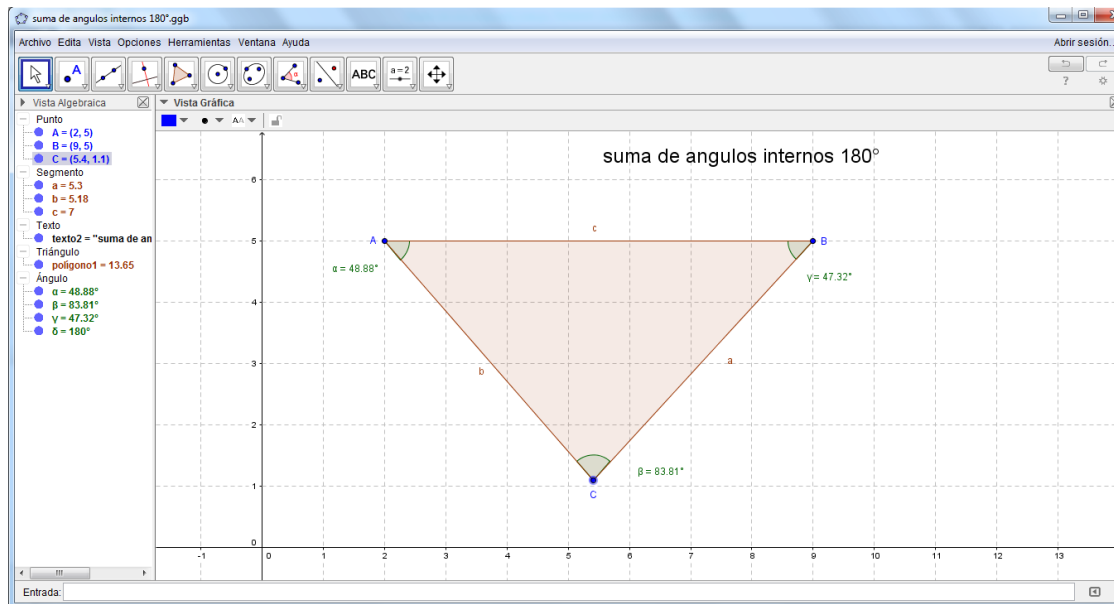 suma de angulos internos 180°.ggb
Archivo Edita Vista Opciones Herramientas Ventana Ayuda
Abrir sesión...
A
α
ABC
a=2
?
Vista Algebraica
Vista Gráfica
AA
Punto
A = (2, 5)
B = (9, 5)
C = (5.4, 1.1)
Segmento
a = 5.3
b = 5.18
c = 7
Texto
texto2 = "suma de an
Triángulo
polígono1 = 13.65
Ángulo
α = 48.88°
β = 83.81°
γ = 47.32°
δ = 180°
suma de angulos internos 180°
6
5
4
3
2
1
0
A
c
B
α = 48.88°
γ = 47.32°
b
a
β = 83.81°
C
-1 0 1 2 3 4 5 6 7 8 9 10 11 12 13
Entrada: